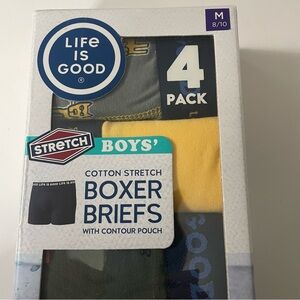 LIFE
IS
GOOD
®
M
8/10
4
PACK
STRETCH
BOYS'
COTTON STRETCH
BOXER
BRIEFS
WITH CONTOUR POUCH